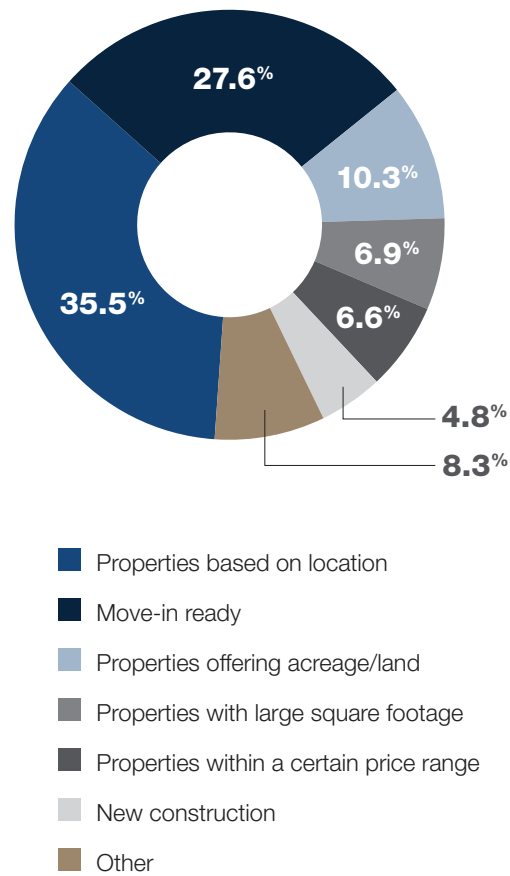 27.6%
10.3%
6.9%
35.5%
6.6%
4.8%
8.3%
Properties based on location
Move-in ready
Properties offering acreage/land
Properties with large square footage
Properties within a certain price range
New construction
Other